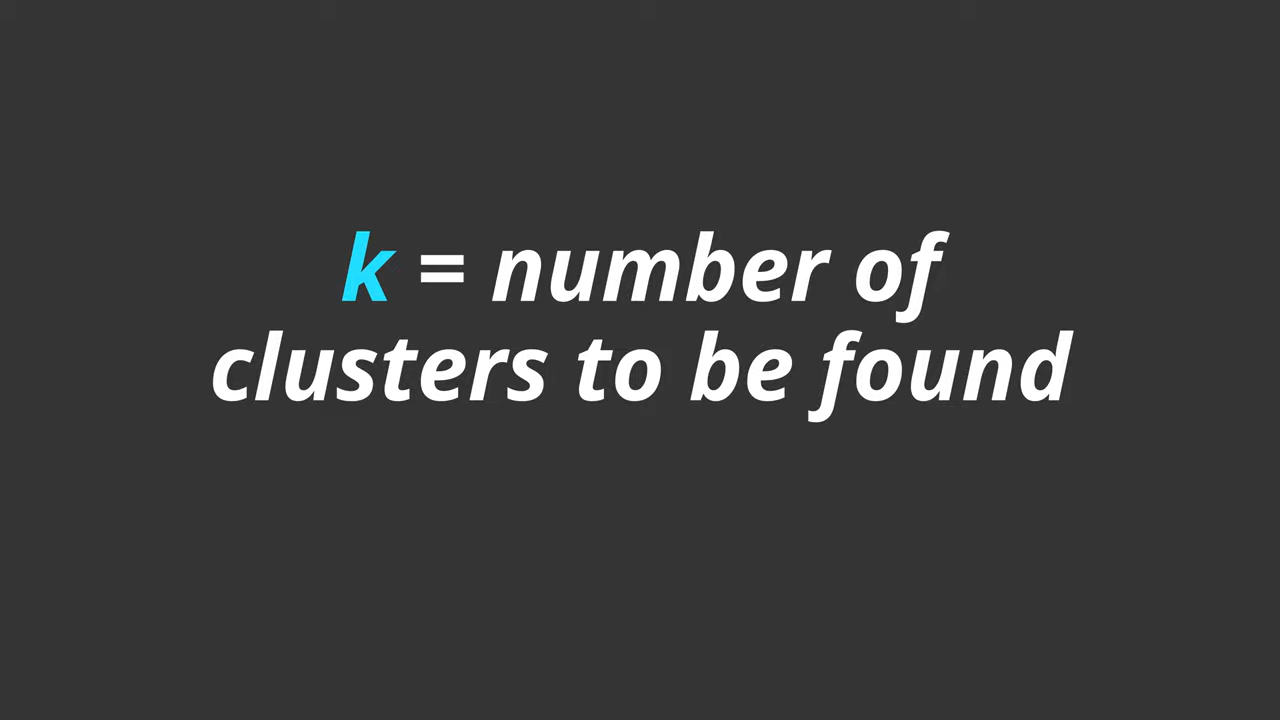 k = number of
clusters to be found